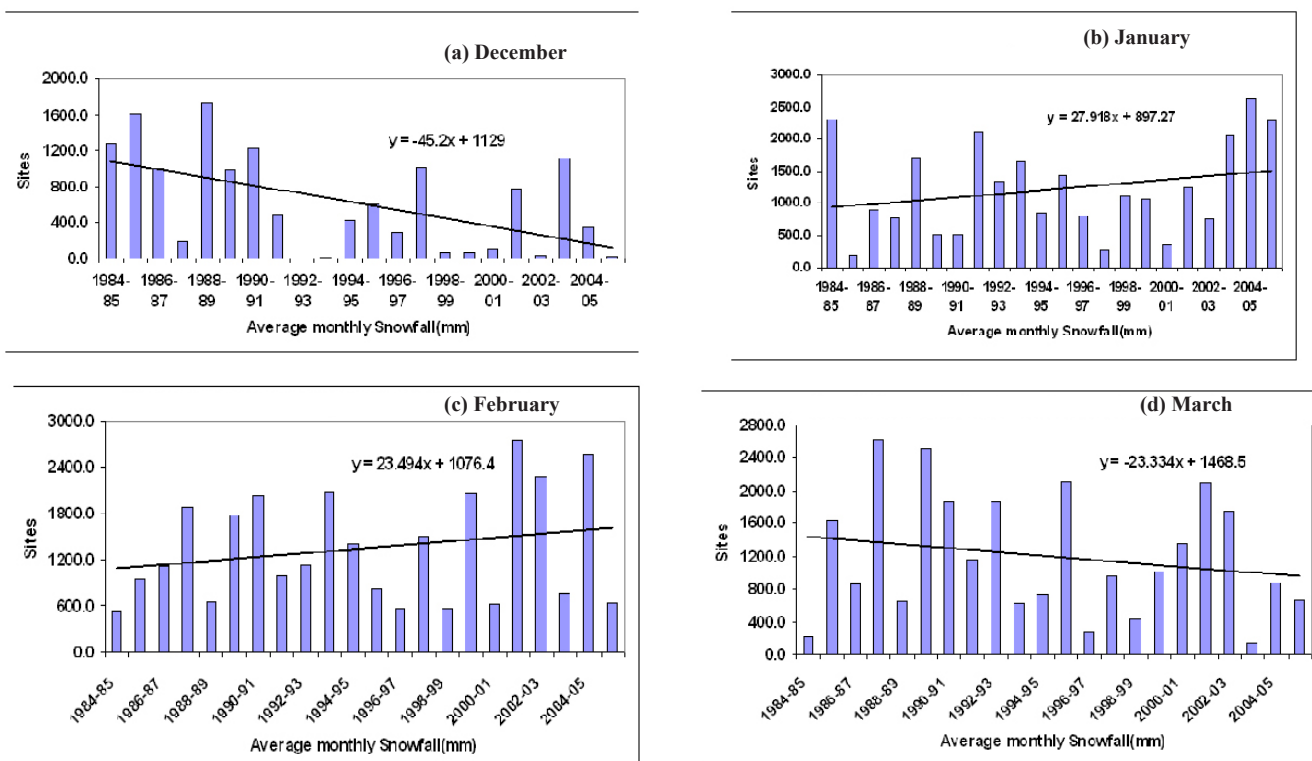 (a) December
2000.0
1600.0
1200.0
800.0
400.0
0.0
Sites
y = -45.2x + 1129
1984- 1986- 1988- 1990- 1992- 1994- 1996- 1998- 2000- 2002- 2004-
85 87 89 91 93 95 97 99 01 03 05
Average monthly Snowfall(mm)
(b) January
3000.0
2500.0
2000.0
1500.0
1000.0
500.0
0.0
Sites
y = 27.918x + 897.27
1984- 1986- 1988- 1990- 1992- 1994- 1996- 1998- 2000- 2002- 2004-
85 87 89 91 93 95 97 99 01 03 05
Average monthly Snowfall(mm)
(c) February
3000.0
2400.0
1800.0
1200.0
600.0
0.0
Sites
y = 23.494x + 1076.4
1984-85 1986-87 1988-89 1990-91 1992-93 1994-95 1996-97 1998-99 2000-01 2002-03 2004-05
Average monthly Snowfall(mm)
(d) March
2800.0
2400.0
2000.0
1600.0
1200.0
800.0
400.0
0.0
Sites
y = -23.334x + 1468.5
1984-85 1986-87 1988-89 1990-91 1992-93 1994-95 1996-97 1998-99 2000-01 2002-03 2004-05
Average monthly Snowfall(mm)